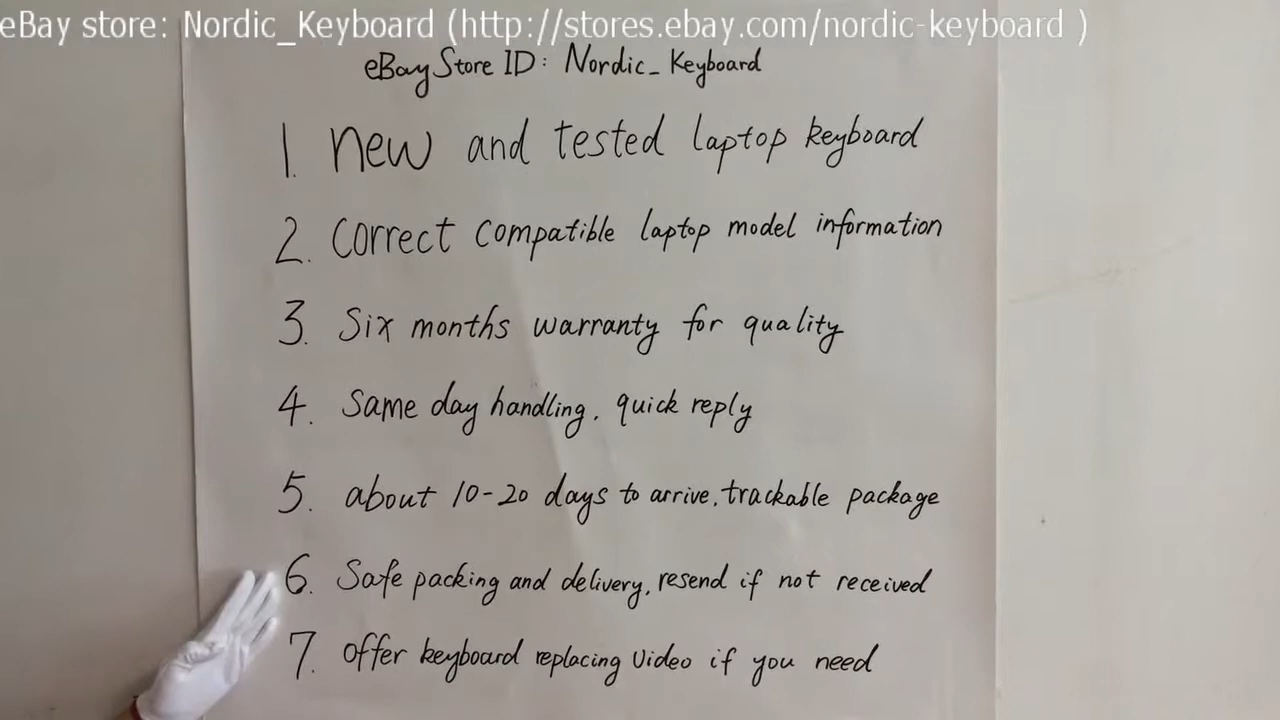 eBay store: Nordic_Keyboard (http://stores.ebay.com/nordic-keyboard )
eBay Store ID: Nordic_Keyboard
1. new and tested laptop keyboard
2. Correct compatible laptop model information
3. Six months warranty for quality
4. Same day handling, quick reply
5. about 10-20 days to arrive, trackable package
6. Safe packing and delivery, resend if not received
7. Offer keyboard replacing video if you need